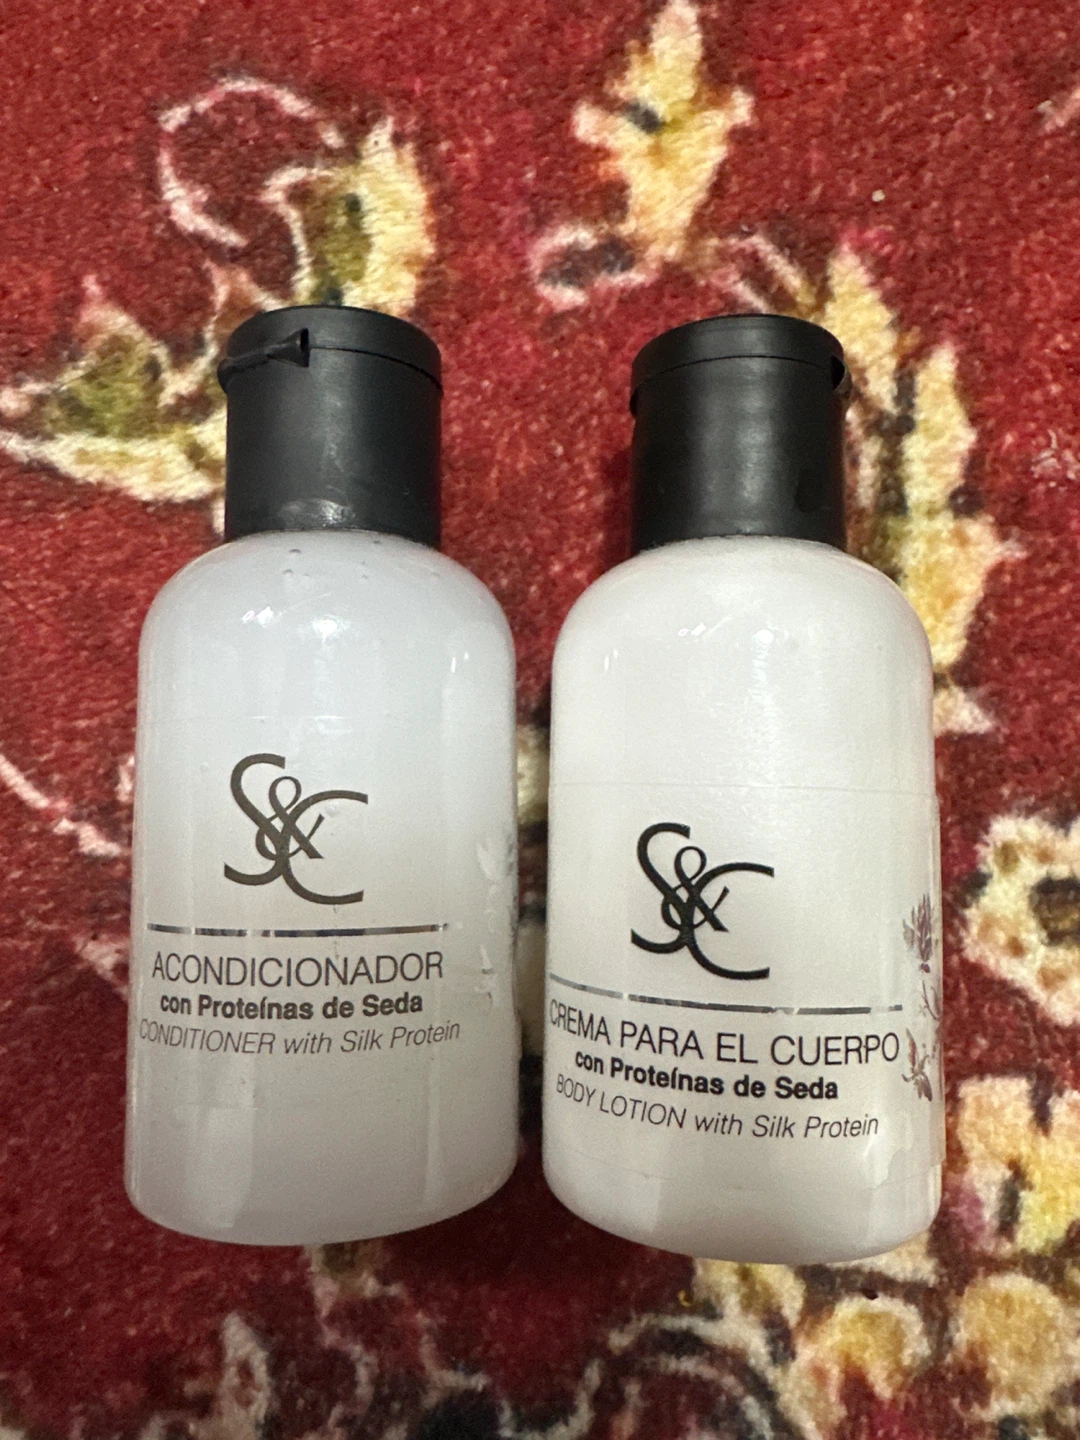 S&C
ACONDICIONADOR
con Proteínas de Seda
CONDITIONER with Silk Protein
S&C
CREMA PARA EL CUERPO
con Proteínas de Seda
BODY LOTION with Silk Protein